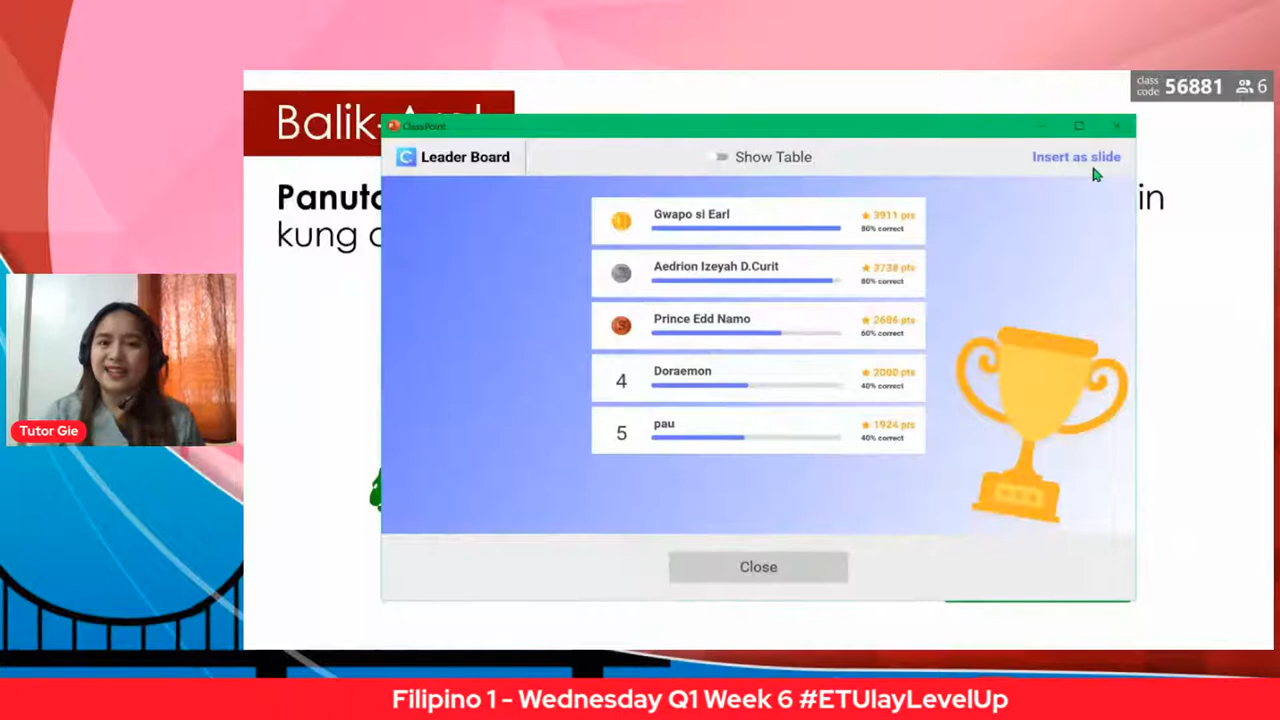 class
code 56881 6
Balik-Aral
ClassPoint
C Leader Board
Show Table
Insert as slide
in
kung
1 Gwapo si Earl
3911 pts
80% correct
2 Aedrion Izeyah D.Curit
3738 pts
80% correct
3 Prince Edd Namo
2686 pts
60% correct
4 Doraemon
2000 pts
40% correct
5 pau
1924 pts
40% correct
Close
Tutor Gie
Filipino 1 - Wednesday Q1 Week 6 #ETUlayLevelUp